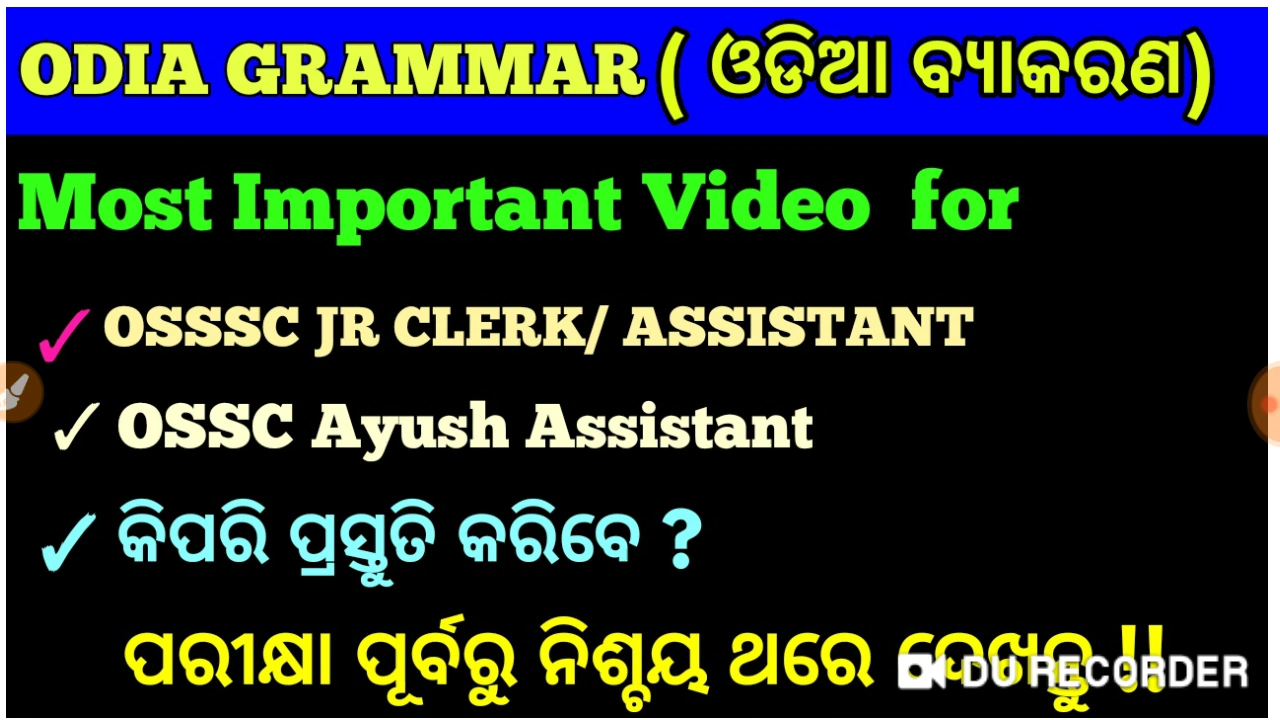 ODIA GRAMMAR ( ଓଡିଆ ବ୍ୟାକରଣ)
Most Important Video for
✓ OSSSC JR CLERK/ ASSISTANT
✓ OSSC Ayush Assistant
✓ କିପରି ପ୍ରସ୍ତୁତି କରିବେ ?
ପରୀକ୍ଷା ପୂର୍ବରୁ ନିଶ୍ଚୟ ଥରେ !!
DU RECORDER